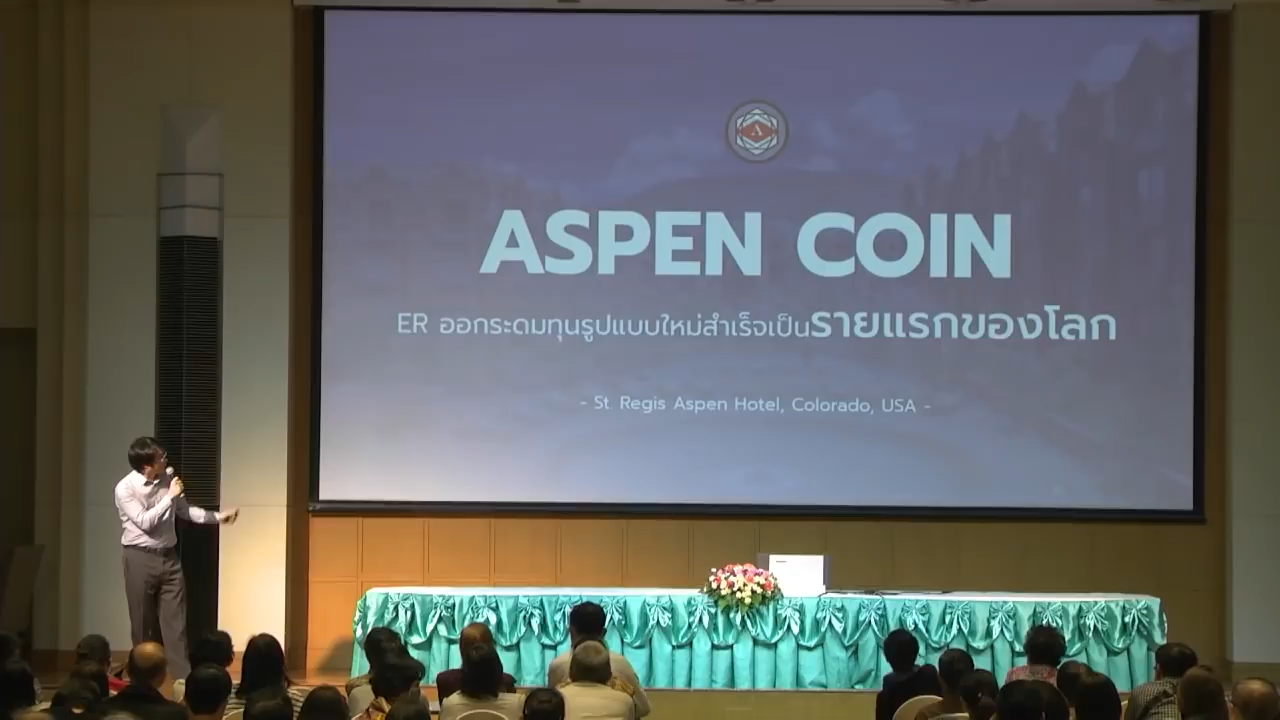 A
ASPEN COIN
ER ออกระดมทุนรูปแบบใหม่สำเร็จเป็นรายแรกของโลก
- St. Regis Aspen Hotel, Colorado, USA -